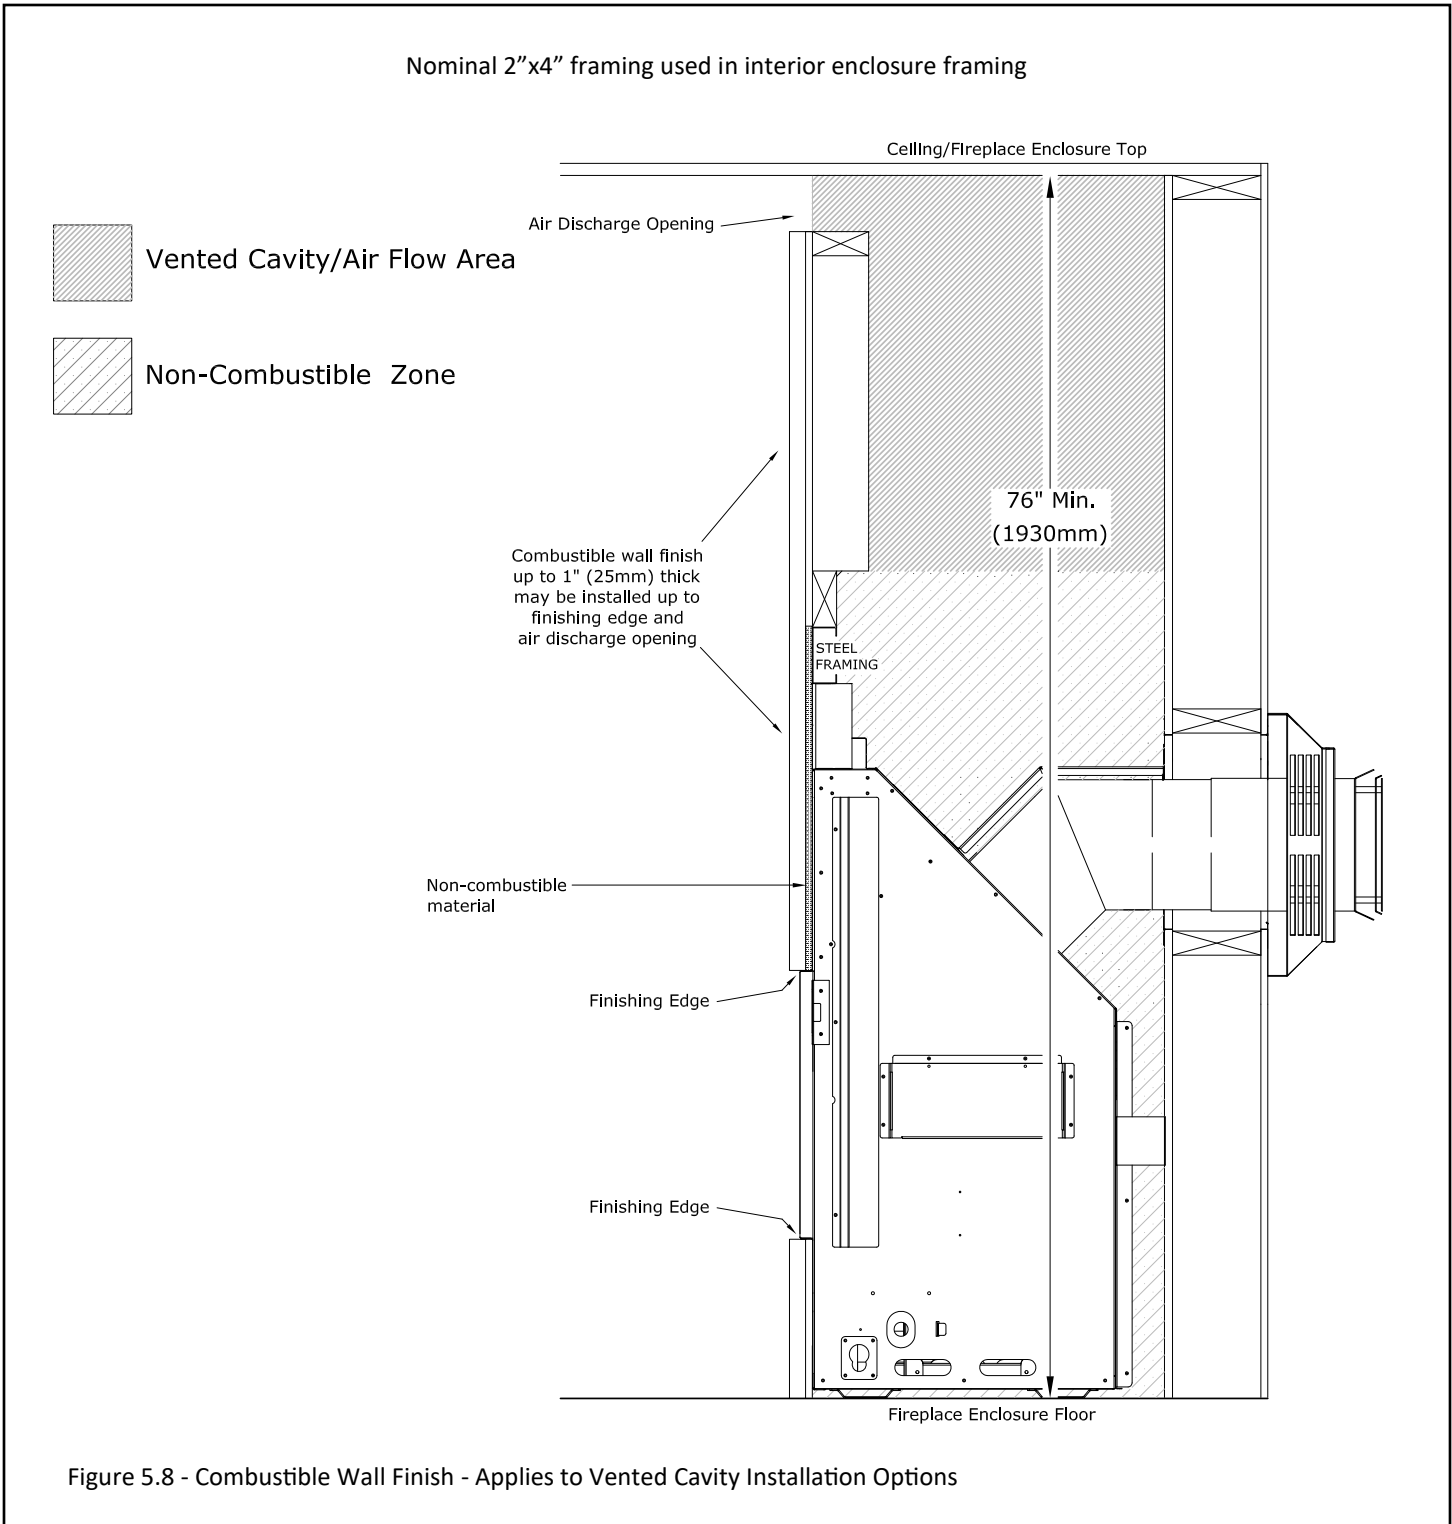 Nominal 2”x4” framing used in interior enclosure framing
Ceiling/Fireplace Enclosure Top
Air Discharge Opening
Vented Cavity/Air Flow Area
Non-Combustible Zone
76" Min.
(1930mm)
Combustible wall finish
up to 1" (25mm) thick
may be installed up to
finishing edge and
air discharge opening
STEEL
FRAMING
Non-combustible
material
Finishing Edge
Finishing Edge
Fireplace Enclosure Floor
Figure 5.8 - Combustible Wall Finish - Applies to Vented Cavity Installation Options